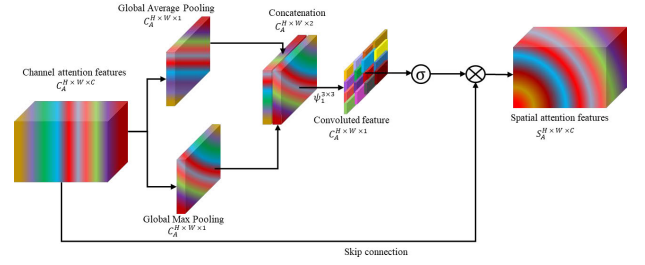 Global Average Pooling
C_A^{H×W×1}
Concatenation
C_A^{H×W×2}
Channel attention features
C_A^{H×W×C}
ψ_1^{3×3}
σ
Convoluted feature
C_A^{H×W×1}
Spatial attention features
S_A^{H×W×C}
Global Max Pooling
C_A^{H×W×1}
Skip connection